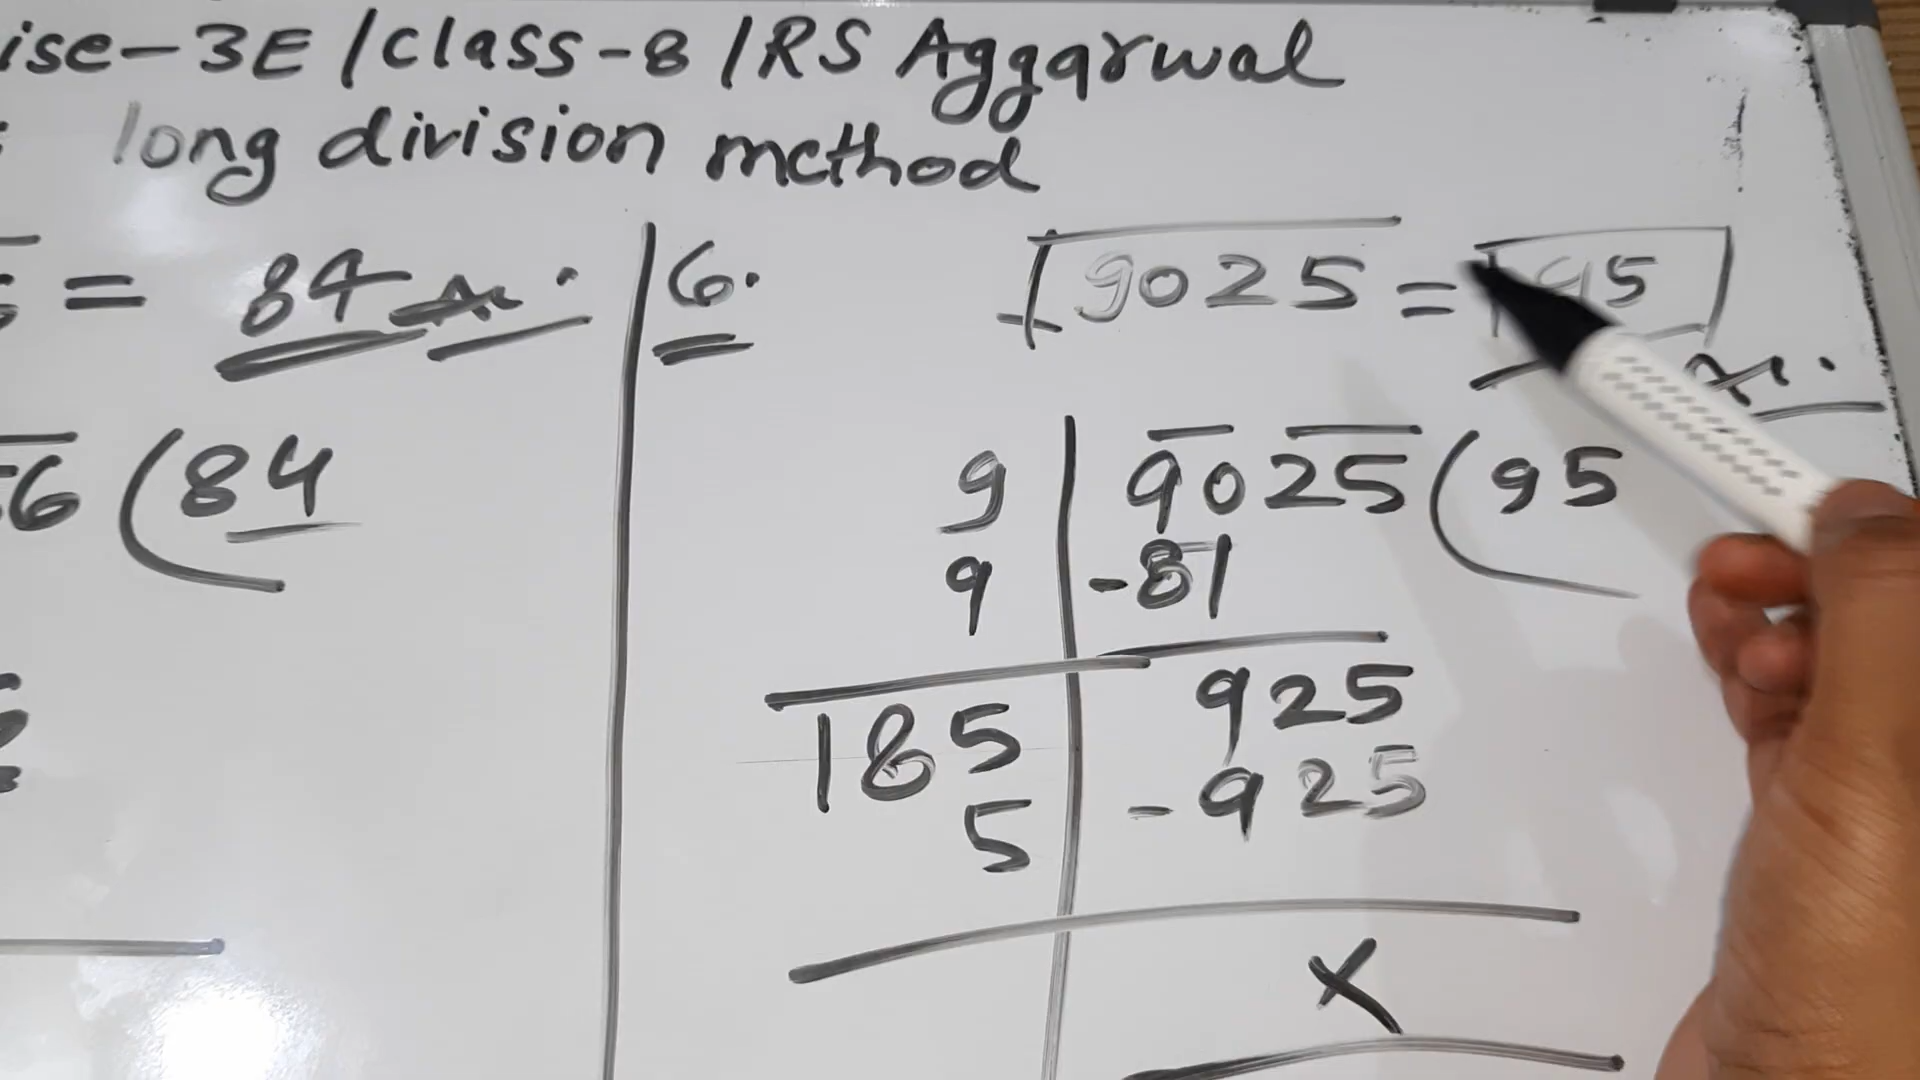 ise-3E/class-8/RS Aggarwal
long division method
= 84
6. √9025 = 95
6 (84
9 | 9025 (95
9 | -81
185 | 925
5 | -925
x